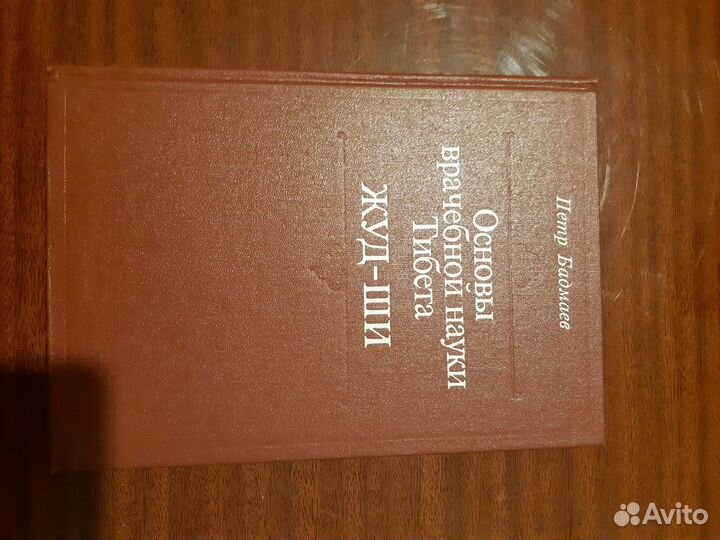 Петр Бадмаев
Основы
врачебной науки
Тибета
ЖУД-ШИ
Avito